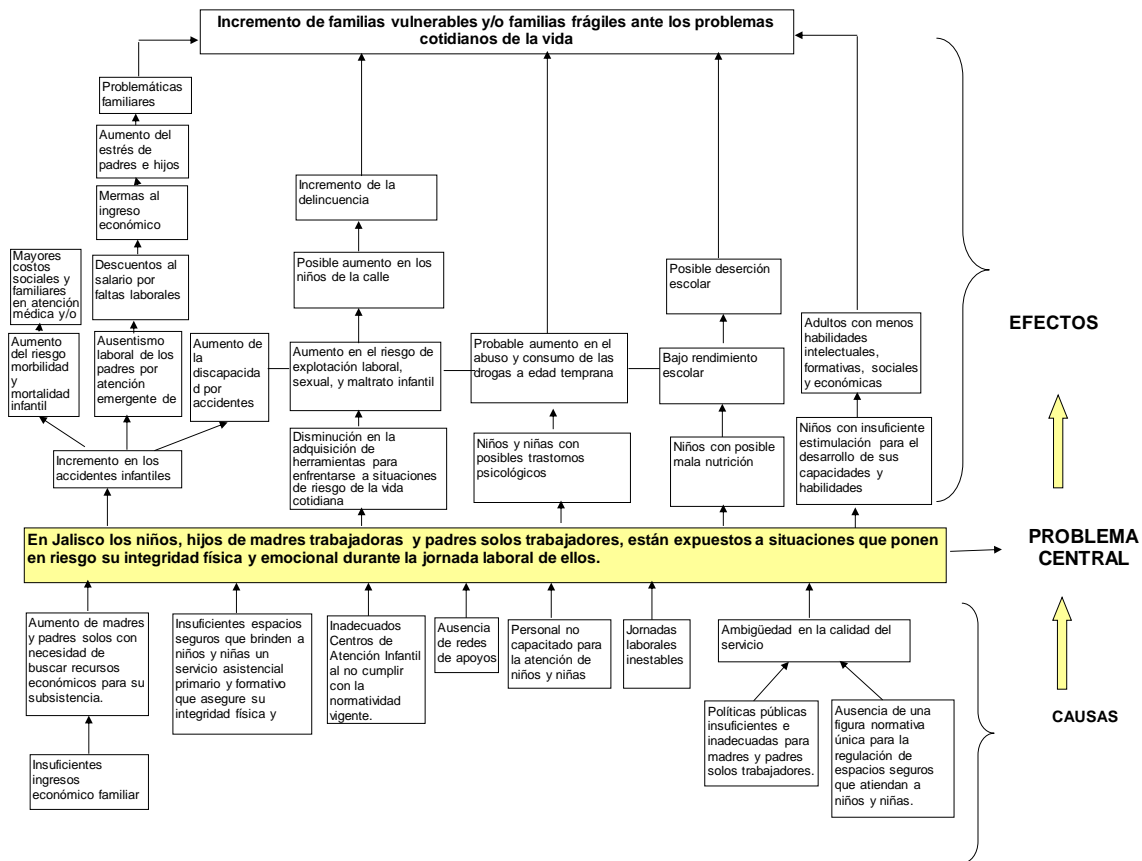 Incremento de familias vulnerables y/o familias frágiles ante los problemas
cotidianos de la vida
Problemáticas
familiares
Aumento del
estrés de
padres e hijos
Mermas al
ingreso
económico
Descuentos al
salario por
faltas laborales
Mayores
costos
sociales y
familiares
en atención
médica y/o
Aumento
del riesgo
morbilidad
y
mortalidad
infantil
Ausentismo
laboral de los
padres por
atención
emergente de
Aumento de
la
discapacida
d por
accidentes
Incremento en los
accidentes infantiles
Incremento de la
delincuencia
Posible aumento en los
niños de la calle
Aumento en el riesgo de
explotación laboral,
sexual, y maltrato infantil
Disminución en la
adquisición de
herramientas para
enfrentarse a situaciones
de riesgo de la vida
cotidiana
Probable aumento en el
abuso y consumo de las
drogas a edad temprana
Niños y niñas con
posibles trastornos
psicológicos
Posible deserción
escolar
Bajo rendimiento
escolar
Niños con posible
mala nutrición
Adultos con menos
habilidades
intelectuales,
formativas, sociales
y económicas
Niños con insuficiente
estimulación para el
desarrollo de sus
capacidades y
habilidades
EFECTOS
En Jalisco los niños, hijos de madres trabajadoras y padres solos trabajadores, están expuestos a situaciones que ponen
en riesgo su integridad física y emocional durante la jornada laboral de ellos.
PROBLEMA
CENTRAL
Aumento de madres
y padres solos con
necesidad de
buscar recursos
económicos para su
subsistencia.
Insuficientes
ingresos
económico familiar
Insuficientes espacios
seguros que brinden a
niños y niñas un
servicio asistencial
primario y formativo
que asegure su
integridad física y
Inadecuados
Centros de
Atención Infantil
al no cumplir
con la
normatividad
vigente.
Ausencia
de redes
de apoyos
Personal no
capacitado para
la atención de
niños y niñas
Jornadas
laborales
inestables
Ambigüedad en la calidad del
servicio
Políticas públicas
insuficientes e
inadecuadas para
madres y padres
solos trabajadores.
Ausencia de una
figura normativa
única para la
regulación de
espacios seguros
que atiendan a
niños y niñas.
CAUSAS